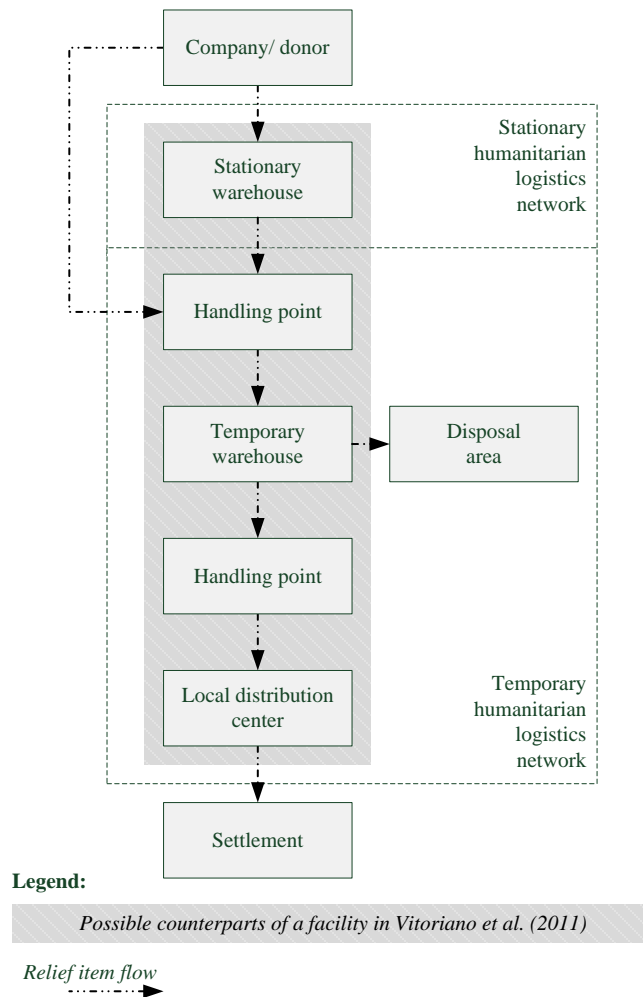 Company/ donor
Stationary
humanitarian
logistics
network
Stationary
warehouse
Handling point
Temporary
warehouse
Disposal
area
Handling point
Local distribution
center
Temporary
humanitarian
logistics
network
Settlement
Legend:
Possible counterparts of a facility in Vitoriano et al. (2011)
Relief item flow